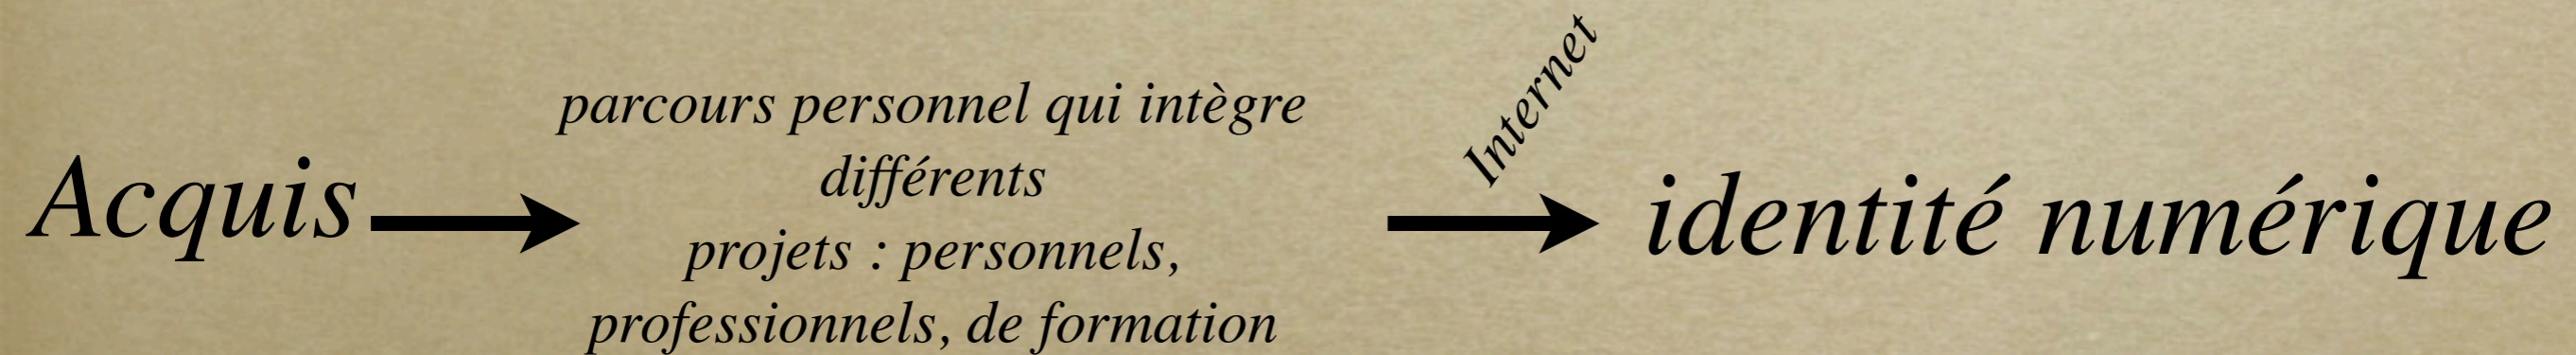 Acquis
parcours personnel qui intègre
différents
projets : personnels,
professionnels, de formation
Internet
identité numérique